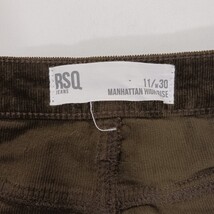 RSQ
JEANS
11/30
MANHATTAN HIGH RISE